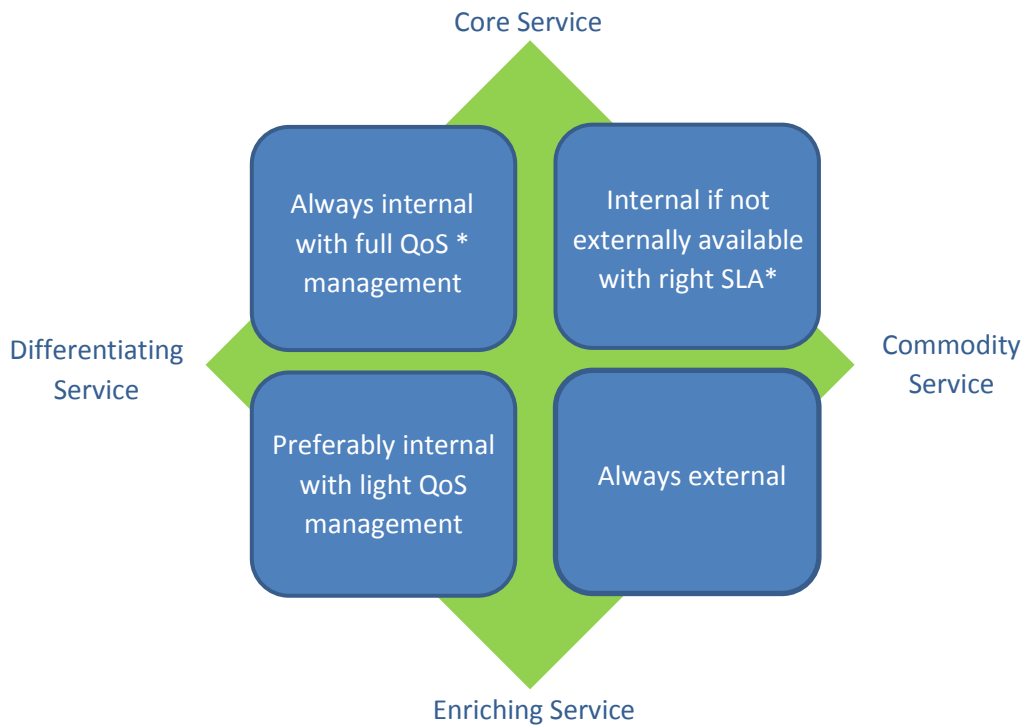 Core Service
Always internal
with full QoS *
management
Internal if not
externally available
with right SLA*
Differentiating
Service
Commodity
Service
Preferably internal
with light QoS
management
Always external
Enriching Service